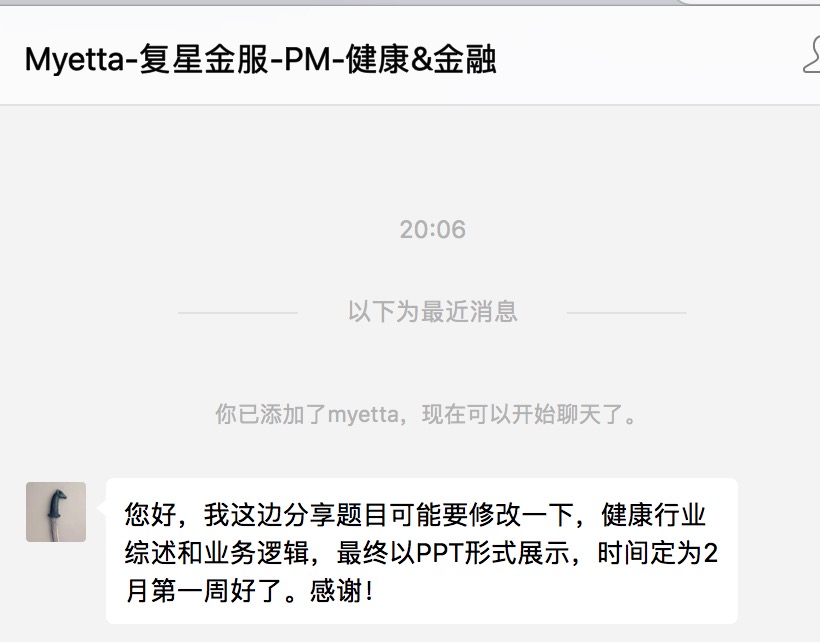 Myetta-复星金服-PM-健康&金融
20:06
以下为最近消息
你已添加了myetta，现在可以开始聊天了。
您好，我这边分享题目可能要修改一下，健康行业
综述和业务逻辑，最终以PPT形式展示，时间定为2
月第一周好了。感谢！